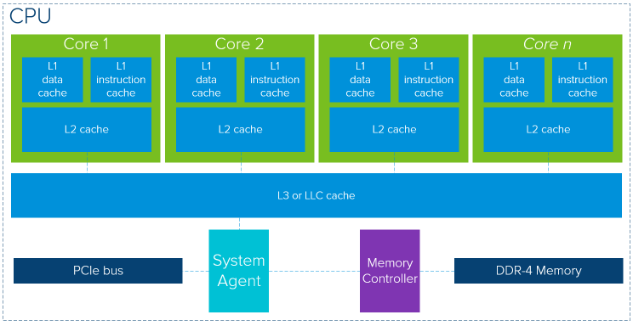 CPU
Core 1
Core 2
Core 3
Core n
L1
data
cache
L1
instruction
cache
L1
data
cache
L1
instruction
cache
L1
data
cache
L1
instruction
cache
L1
data
cache
L1
instruction
cache
L2 cache
L2 cache
L2 cache
L2 cache
L3 or LLC cache
PCIe bus
System
Agent
Memory
Controller
DDR-4 Memory